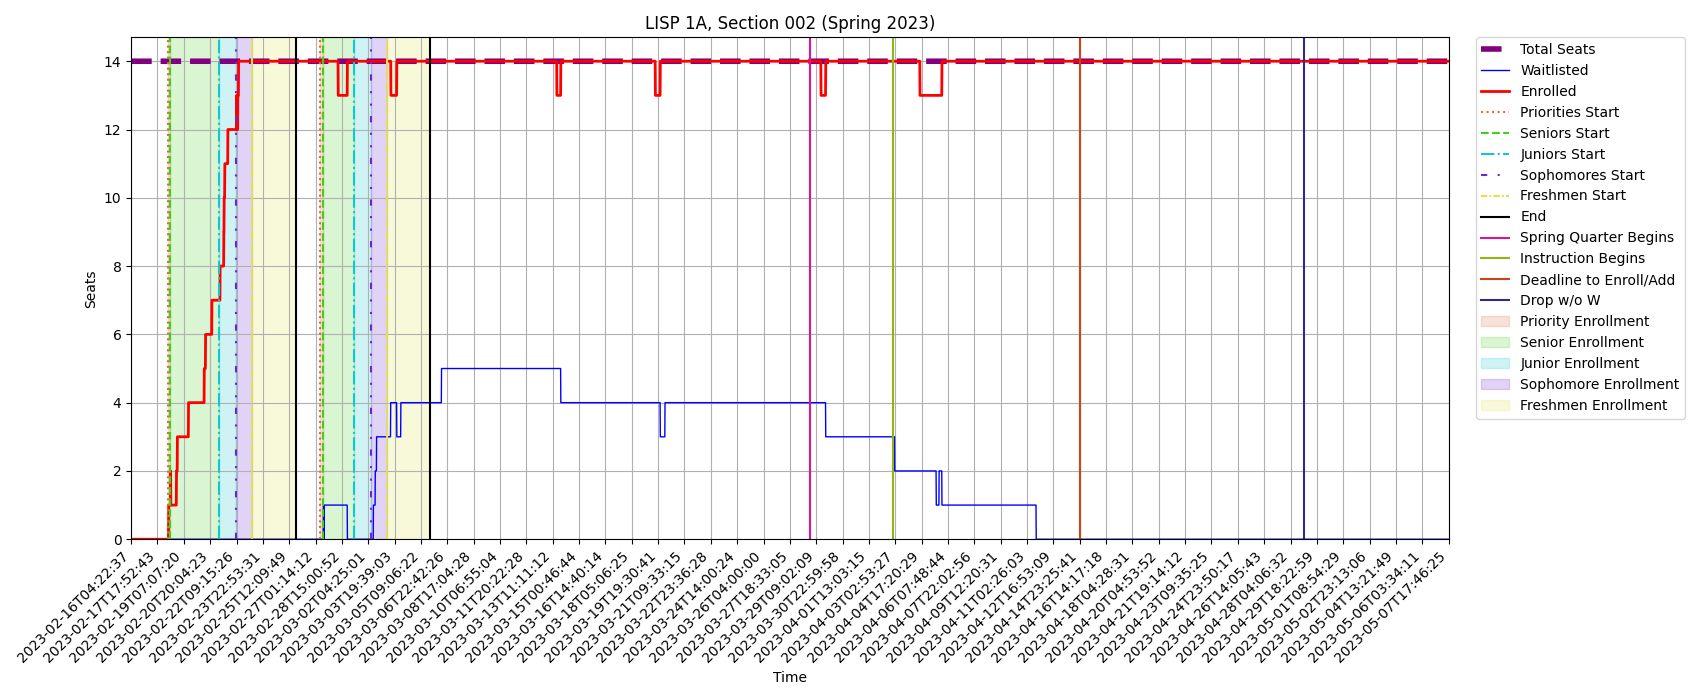 LISP 1A, Section 002 (Spring 2023)
Seats
14
12
10
8
6
4
2
0
2023-02-16T04:22:37
2023-02-17T17:52:43
2023-02-19T07:07:20
2023-02-20T20:04:23
2023-02-22T09:15:26
2023-02-23T22:53:31
2023-02-25T12:09:49
2023-02-27T01:14:12
2023-02-28T15:00:52
2023-03-02T04:25:01
2023-03-03T19:39:03
2023-03-05T09:06:22
2023-03-06T22:42:26
2023-03-08T17:04:28
2023-03-10T06:55:04
2023-03-11T20:22:28
2023-03-13T11:11:12
2023-03-15T00:46:44
2023-03-16T14:40:14
2023-03-18T05:06:25
2023-03-19T19:30:41
2023-03-21T09:33:15
2023-03-22T23:36:28
2023-03-24T14:00:24
2023-03-26T04:00:00
2023-03-27T18:33:05
2023-03-29T09:02:09
2023-03-30T22:59:58
2023-04-01T13:03:15
2023-04-03T02:53:27
2023-04-04T17:20:29
2023-04-06T07:48:44
2023-04-07T22:02:56
2023-04-09T12:20:31
2023-04-11T02:26:03
2023-04-12T16:53:09
2023-04-14T23:25:41
2023-04-16T14:17:18
2023-04-18T04:28:31
2023-04-20T04:53:52
2023-04-21T19:14:12
2023-04-23T09:35:25
2023-04-24T23:50:17
2023-04-26T14:05:43
2023-04-28T04:06:32
2023-04-29T18:22:59
2023-05-01T08:54:29
2023-05-02T23:13:06
2023-05-04T13:21:49
2023-05-06T03:34:11
2023-05-07T17:46:25
Time
Total Seats
Waitlisted
Enrolled
Priorities Start
Seniors Start
Juniors Start
Sophomores Start
Freshmen Start
End
Spring Quarter Begins
Instruction Begins
Deadline to Enroll/Add
Drop w/o W
Priority Enrollment
Senior Enrollment
Junior Enrollment
Sophomore Enrollment
Freshmen Enrollment